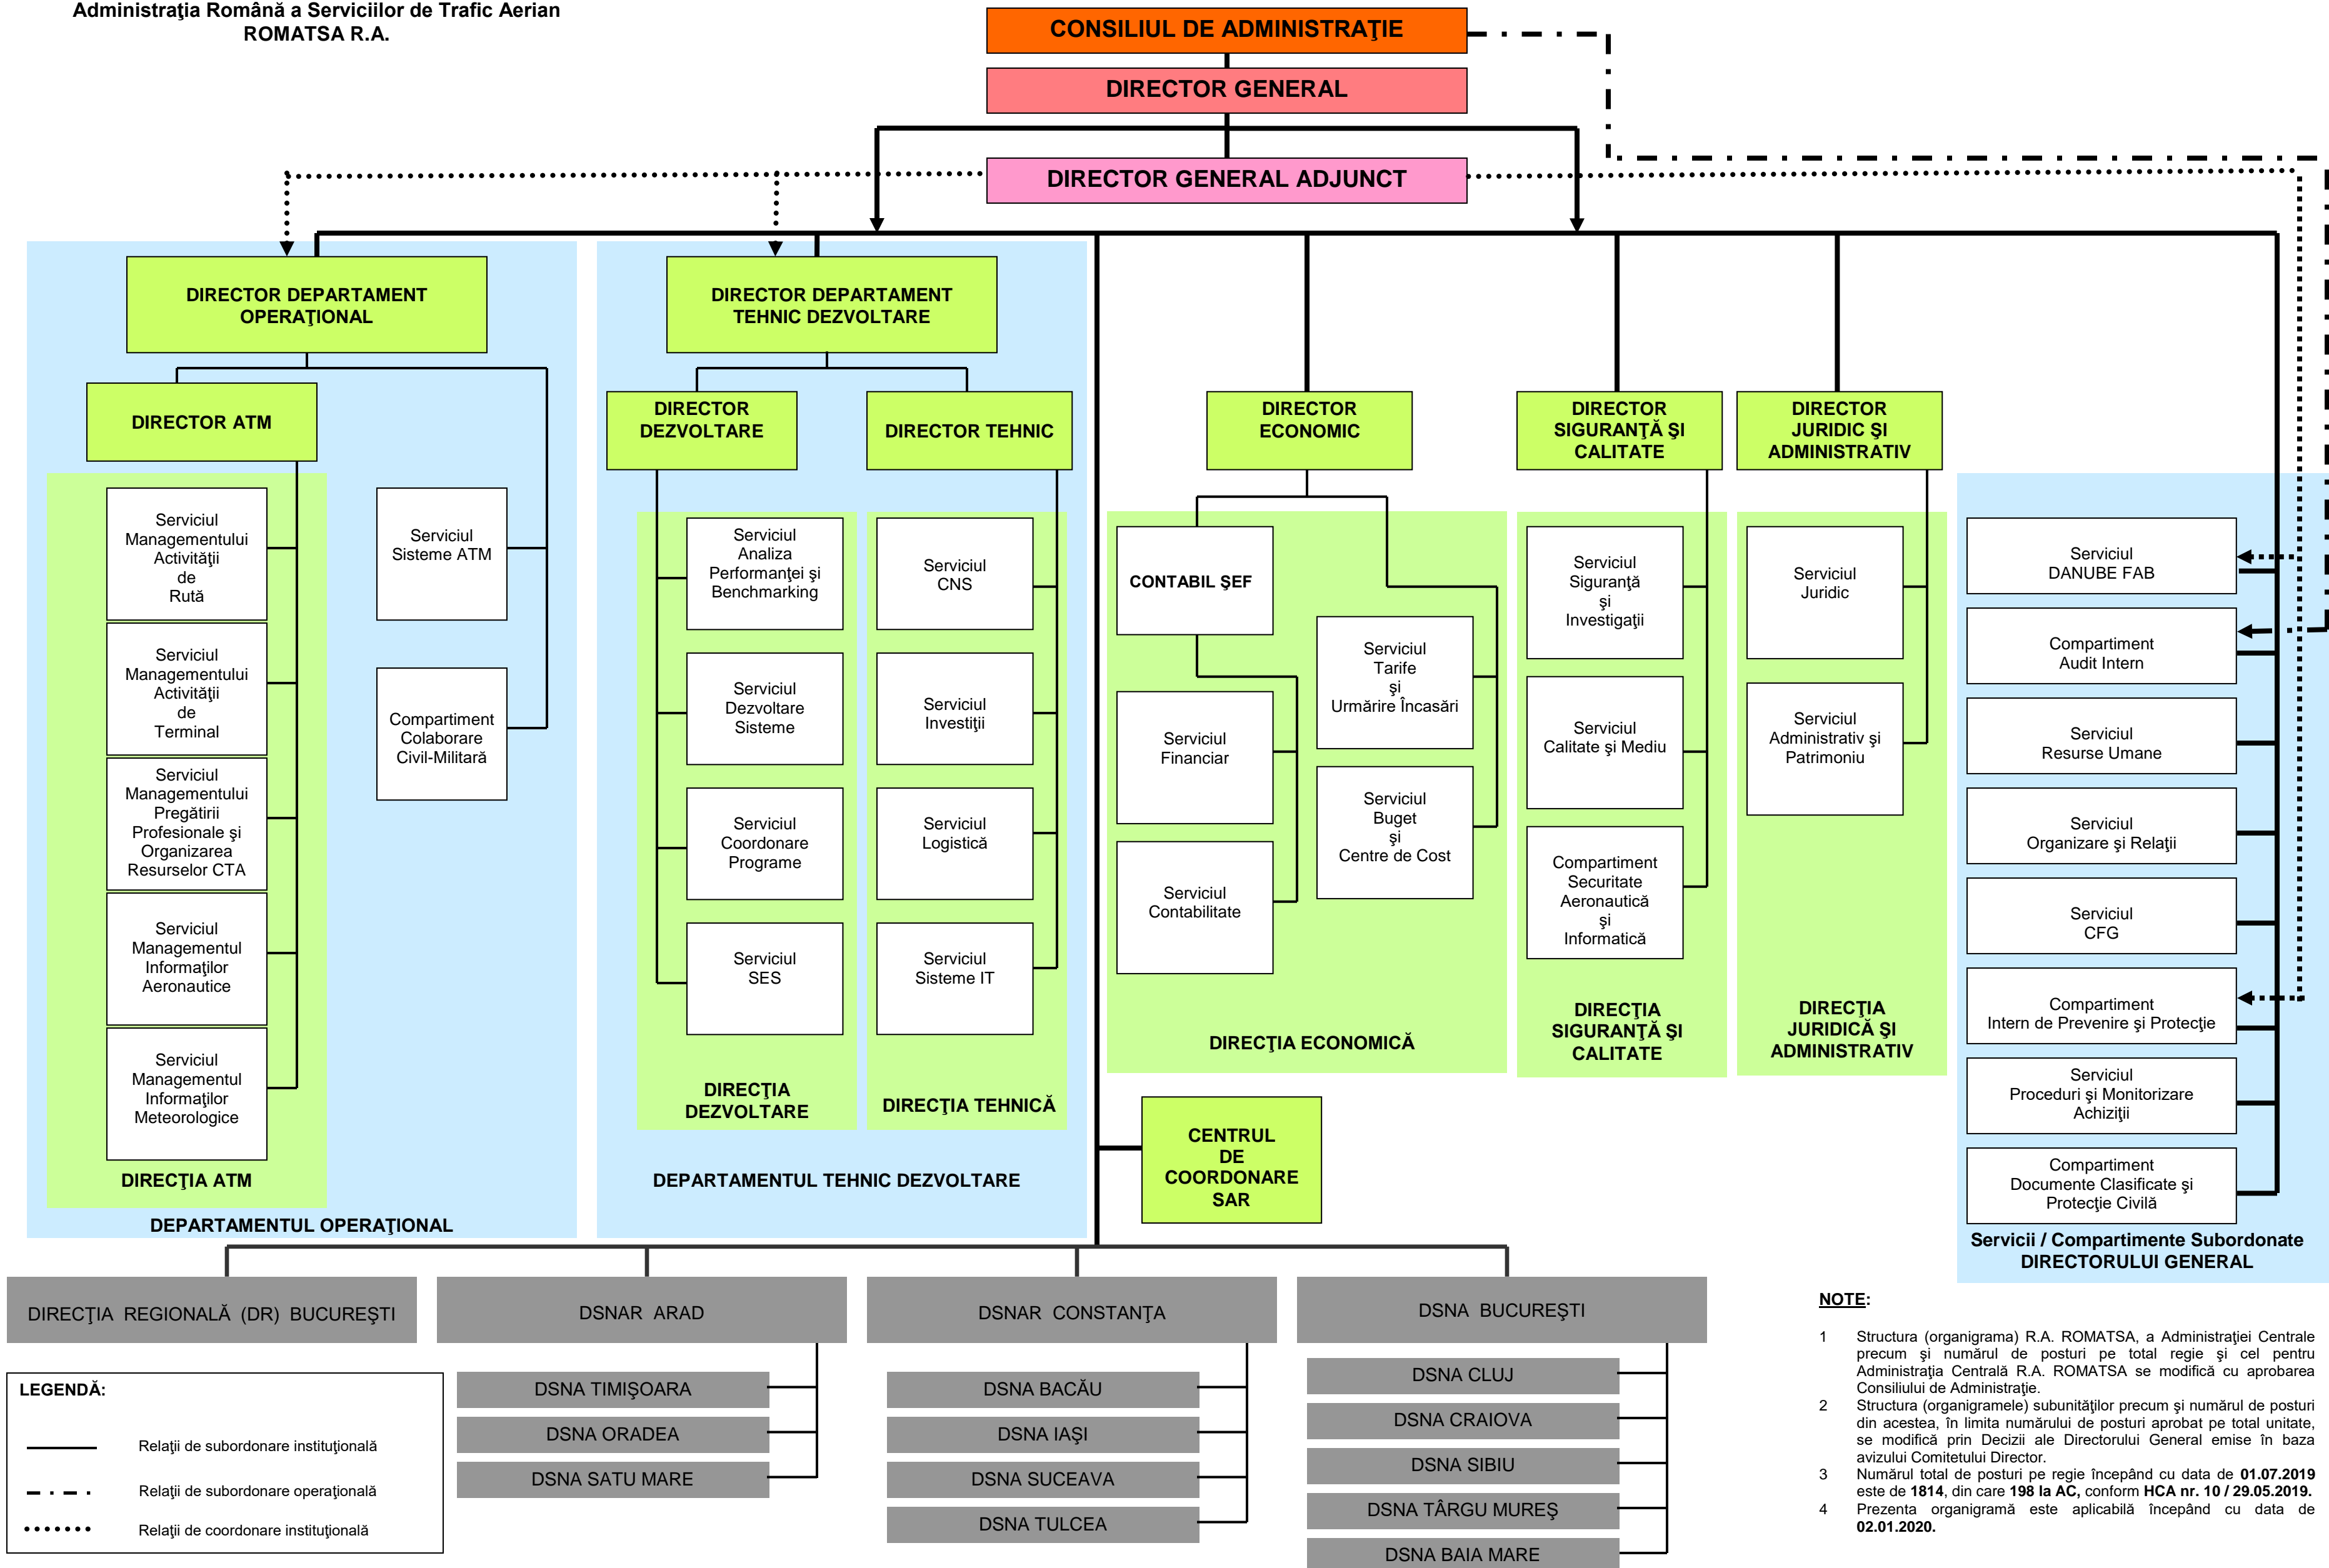 Administraţia Română a Serviciilor de Trafic Aerian
ROMATSA R.A.
CONSILIUL DE ADMINISTRAŢIE
DIRECTOR GENERAL
DIRECTOR GENERAL ADJUNCT
DIRECTOR DEPARTAMENT
OPERAŢIONAL
DIRECTOR ATM
Serviciul
Managementului
Activităţii
de
Rută
Serviciul
Managementului
Activităţii
de
Terminal
Serviciul
Managementului
Pregătirii
Profesionale şi
Organizarea
Resurselor CTA
Serviciul
Managementul
Informaţilor
Aeronautice
Serviciul
Managementul
Informaţilor
Meteorologice
DIRECŢIA ATM
Serviciul
Sisteme ATM
Compartiment
Colaborare
Civil-Militară
DEPARTAMENTUL OPERAŢIONAL
DIRECTOR DEPARTAMENT
TEHNIC DEZVOLTARE
DIRECTOR
DEZVOLTARE
Serviciul
Analiza
Performanţei şi
Benchmarking
Serviciul
Dezvoltare
Sisteme
Serviciul
Coordonare
Programe
Serviciul
SES
DIRECŢIA
DEZVOLTARE
DIRECTOR TEHNIC
Serviciul
CNS
Serviciul
Investiţii
Serviciul
Logistică
Serviciul
Sisteme IT
DIRECŢIA TEHNICĂ
DEPARTAMENTUL TEHNIC DEZVOLTARE
DIRECTOR
ECONOMIC
CONTABIL ŞEF
Serviciul
Financiar
Serviciul
Contabilitate
Serviciul
Tarife
şi
Urmărire Încasări
Serviciul
Buget
şi
Centre de Cost
DIRECŢIA ECONOMICĂ
DIRECTOR
SIGURANŢĂ ŞI
CALITATE
Serviciul
Siguranţă
şi
Investigaţii
Serviciul
Calitate şi Mediu
Compartiment
Securitate
Aeronautică
şi
Informatică
DIRECŢIA
SIGURANŢĂ ŞI
CALITATE
DIRECTOR
JURIDIC ŞI
ADMINISTRATIV
Serviciul
Juridic
Serviciul
Administrativ şi
Patrimoniu
DIRECŢIA
JURIDICĂ ŞI
ADMINISTRATIV
Serviciul
DANUBE FAB
Compartiment
Audit Intern
Serviciul
Resurse Umane
Serviciul
Organizare şi Relaţii
Serviciul
CFG
Compartiment
Intern de Prevenire şi Protecţie
Serviciul
Proceduri şi Monitorizare
Achiziţii
Compartiment
Documente Clasificate şi
Protecţie Civilă
Servicii / Compartimente Subordonate
DIRECTORULUI GENERAL
CENTRUL
DE
COORDONARE
SAR
DIRECŢIA REGIONALĂ (DR) BUCUREŞTI
DSNAR ARAD
DSNA TIMIŞOARA
DSNA ORADEA
DSNA SATU MARE
DSNAR CONSTANŢA
DSNA BACĂU
DSNA IAŞI
DSNA SUCEAVA
DSNA TULCEA
DSNA BUCUREŞTI
DSNA CLUJ
DSNA CRAIOVA
DSNA SIBIU
DSNA TÂRGU MUREŞ
DSNA BAIA MARE
LEGENDĂ:
Relaţii de subordonare instituţională
Relaţii de subordonare operaţională
Relaţii de coordonare instituţională
NOTE:
1 Structura (organigrama) R.A. ROMATSA, a Administraţiei Centrale
precum şi numărul de posturi pe total regie şi cel pentru
Administraţia Centrală R.A. ROMATSA se modifică cu aprobarea
Consiliului de Administraţie.
2 Structura (organigramele) subunităţilor precum şi numărul de posturi
din acestea, în limita numărului de posturi aprobat pe total unitate,
se modifică prin Decizii ale Directorului General emise în baza
avizului Comitetului Director.
3 Numărul total de posturi pe regie începând cu data de 01.07.2019
este de 1814, din care 198 la AC, conform HCA nr. 10 / 29.05.2019.
4 Prezenta organigramă este aplicabilă începând cu data de
02.01.2020.